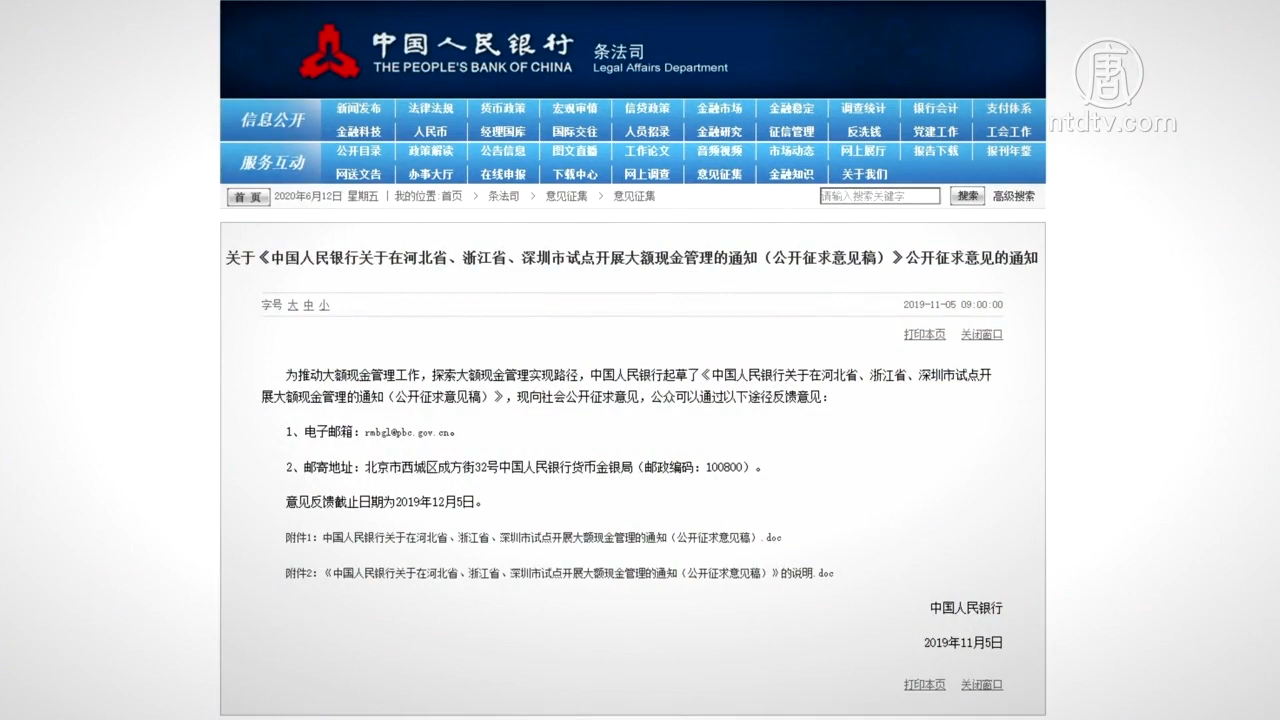 中国人民银行 条法司
THE PEOPLE'S BANK OF CHINA Legal Affairs Department
唐
ntdtv.com
信息公开
新闻发布 法律法规 货币政策 宏观审慎 信贷政策 金融市场 金融稳定 调查统计 银行会计 支付体系
金融科技 人民币 经理国库 国际交往 人员招录 金融研究 征信管理 反洗钱 党建工作 工会工作
服务互动
公开目录 政策解读 公告信息 图文直播 工作论文 音频视频 市场动态 网上展厅 报告下载 报刊年鉴
网送文告 办事大厅 在线申报 下载中心 网上调查 意见征集 金融知识 关于我们
首 页 2020年6月12日 星期五 | 我的位置:首页 > 条法司 > 意见征集 > 意见征集 请输入搜索关键字 搜索 高级搜索
关于《中国人民银行关于在河北省、浙江省、深圳市试点开展大额现金管理的通知（公开征求意见稿）》公开征求意见的通知
字号 大 中 小 2019-11-05 09:00:00
打印本页 关闭窗口
为推动大额现金管理工作，探索大额现金管理实现路径，中国人民银行起草了《中国人民银行关于在河北省、浙江省、深圳市试点开
展大额现金管理的通知（公开征求意见稿）》，现向社会公开征求意见，公众可以通过以下途径反馈意见：
1、电子邮箱：rmbgl@pbc.gov.cn。
2、邮寄地址：北京市西城区成方街32号中国人民银行货币金银局（邮政编码：100800）。
意见反馈截止日期为2019年12月5日。
附件1：中国人民银行关于在河北省、浙江省、深圳市试点开展大额现金管理的通知（公开征求意见稿）.doc
附件2：《中国人民银行关于在河北省、浙江省、深圳市试点开展大额现金管理的通知（公开征求意见稿）》的说明.doc
中国人民银行
2019年11月5日
打印本页 关闭窗口